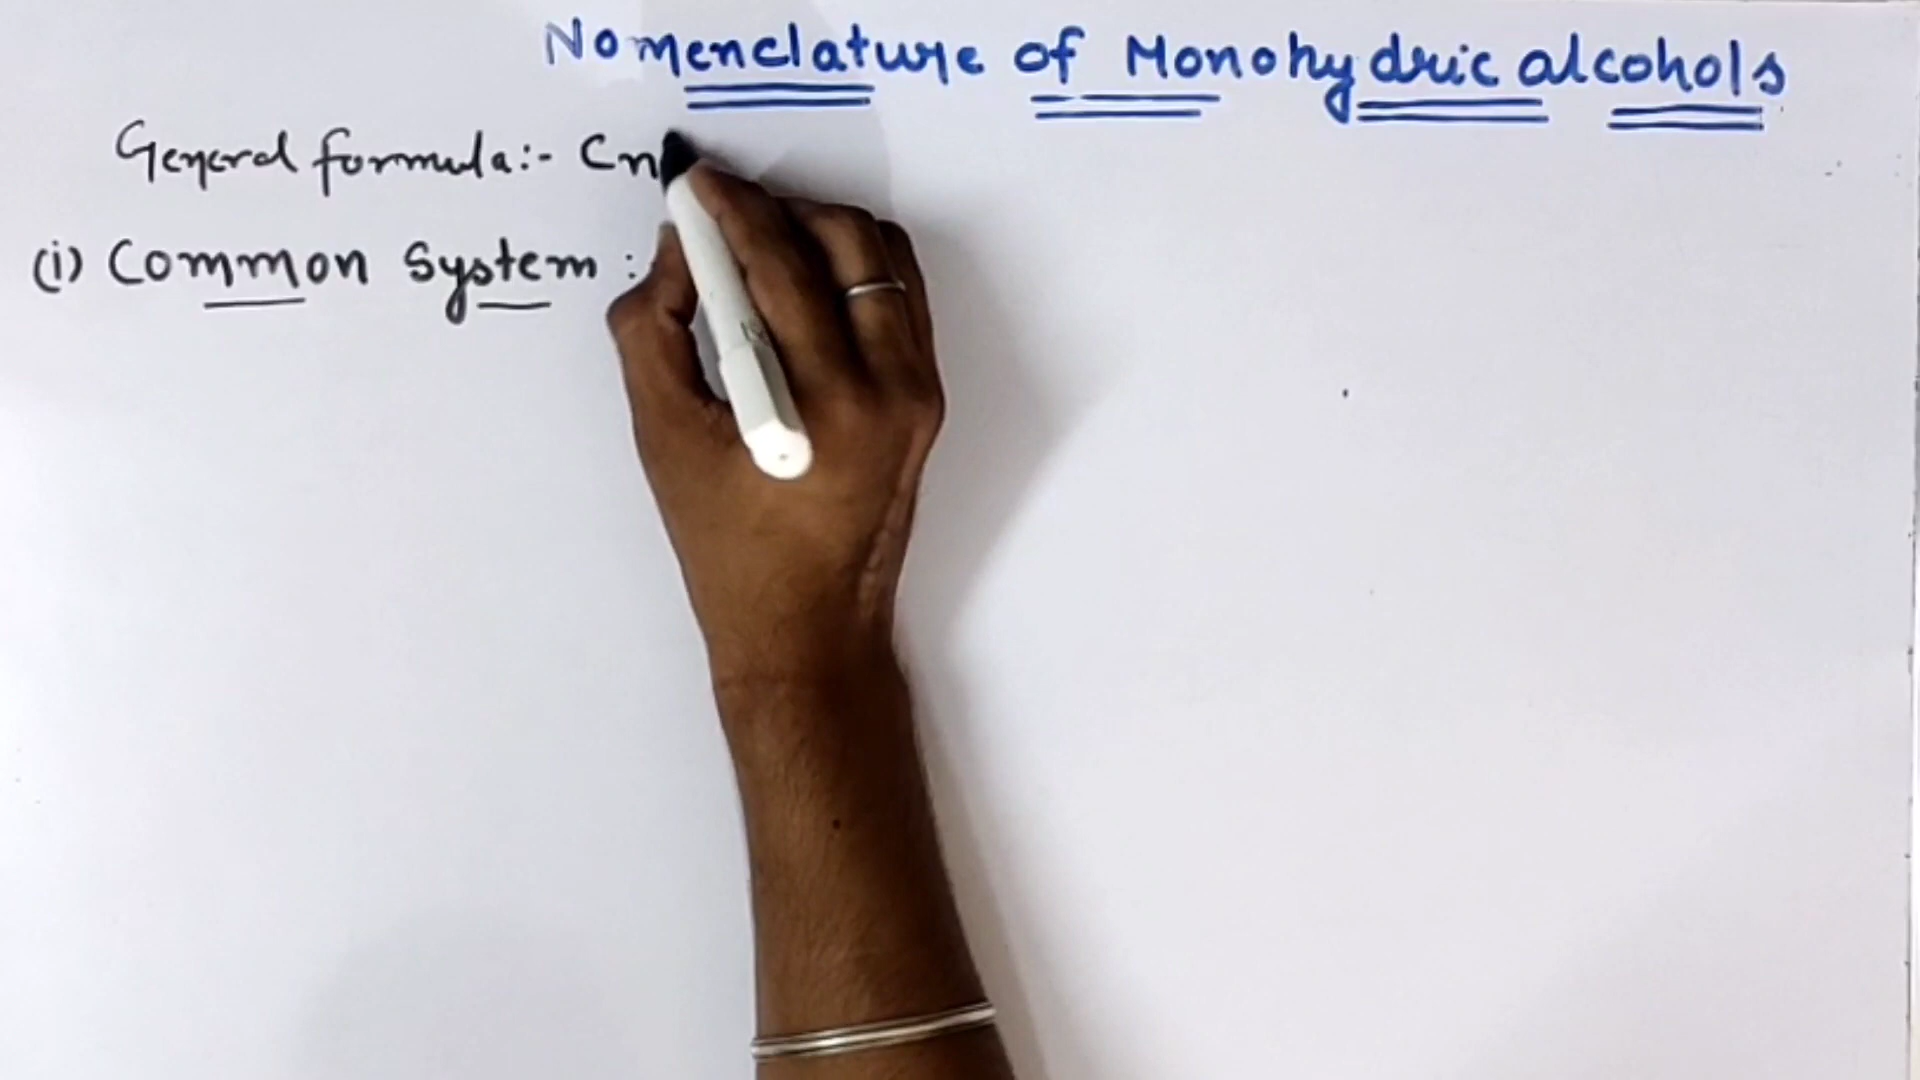 Nomenclature of Monohydric alcohols
General formula:- Cn
(i) Common System :